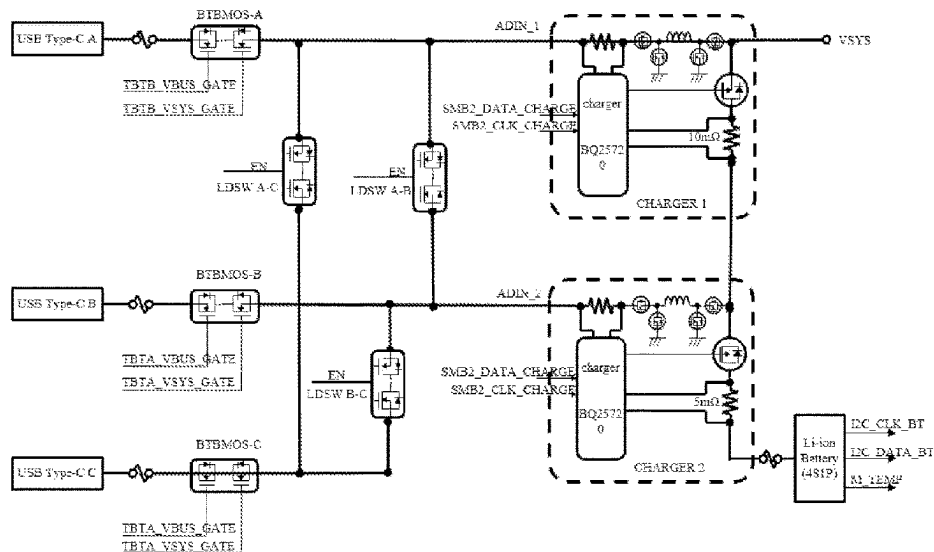 BTBMOS-A
USB Type-C A
ADIN_1
VSYS
TBTB_VBUS_GATE
TBTB_VSYS_GATE
charger
SMB2_DATA_CHARGE
SMB2_CLK_CHARGE
10mΩ
BQ2572
0
EN
LDSW A-C
EN
LDSW A-B
CHARGER 1
BTBMOS-B
USB Type-C B
ADIN_2
TBTA_VBUS_GATE
TBTA_VSYS_GATE
charger
EN
LDSW B-C
SMB2_DATA_CHARGE
SMB2_CLK_CHARGE
5mΩ
BQ2572
0
BTBMOS-C
USB Type-C C
CHARGER 2
Li-ion
Battery
(4S1P)
I2C_CLK_BT
I2C_DATA_BT
TBTA_VBUS_GATE
TBTA_VSYS_GATE